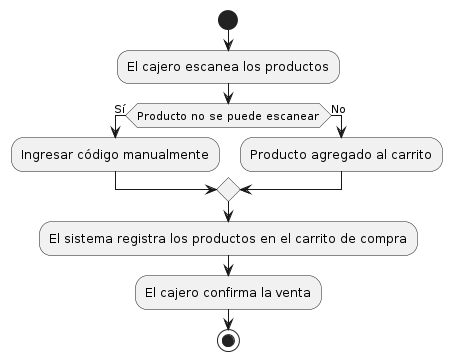 El cajero escanea los productos
Sí
Producto no se puede escanear
No
Ingresar código manualmente
Producto agregado al carrito
El sistema registra los productos en el carrito de compra
El cajero confirma la venta